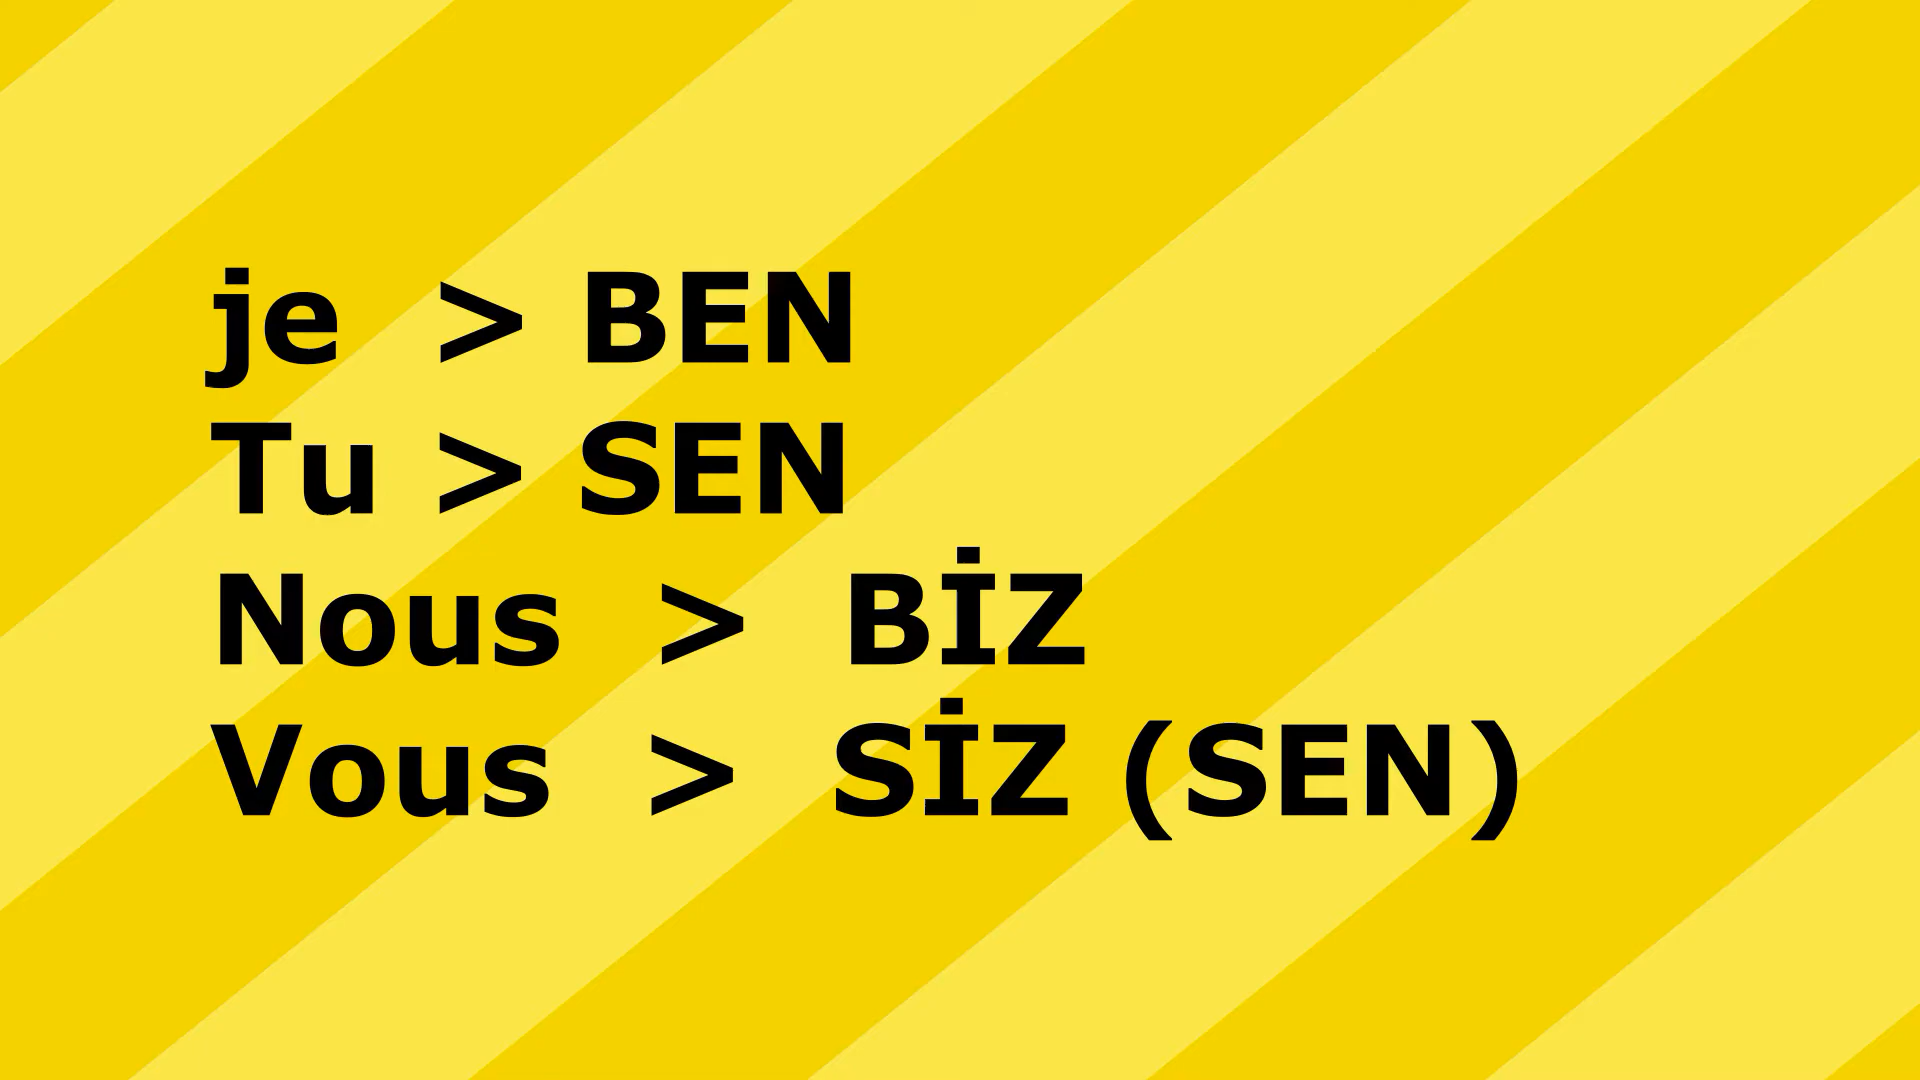 je > BEN
Tu > SEN
Nous > BİZ
Vous > SİZ (SEN)